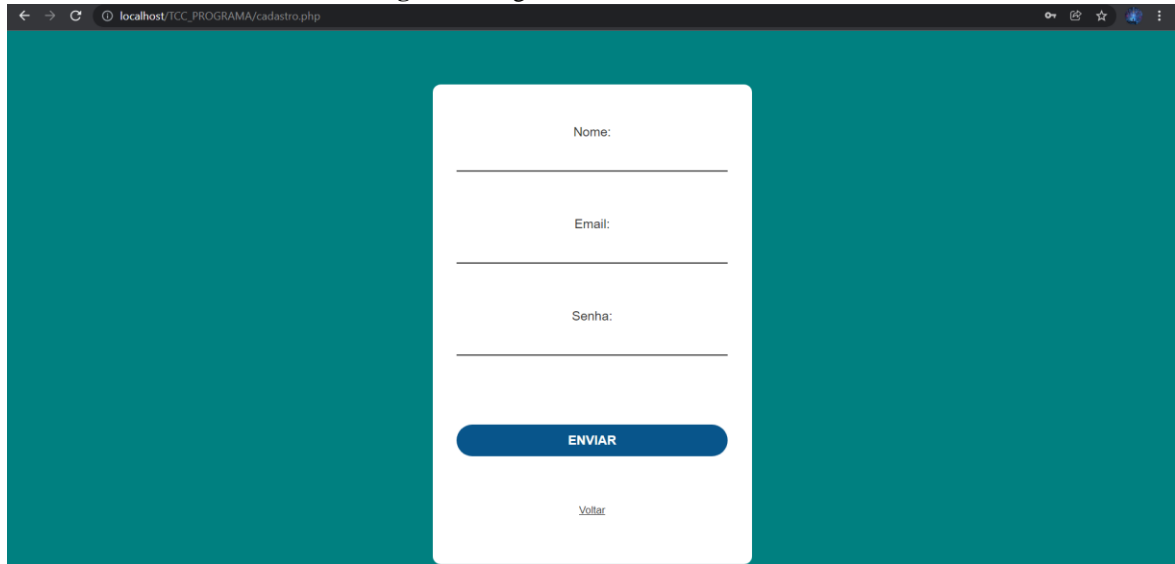 localhost/TCC_PROGRAMA/cadastro.php
Nome:
Email:
Senha:
ENVIAR
Voltar